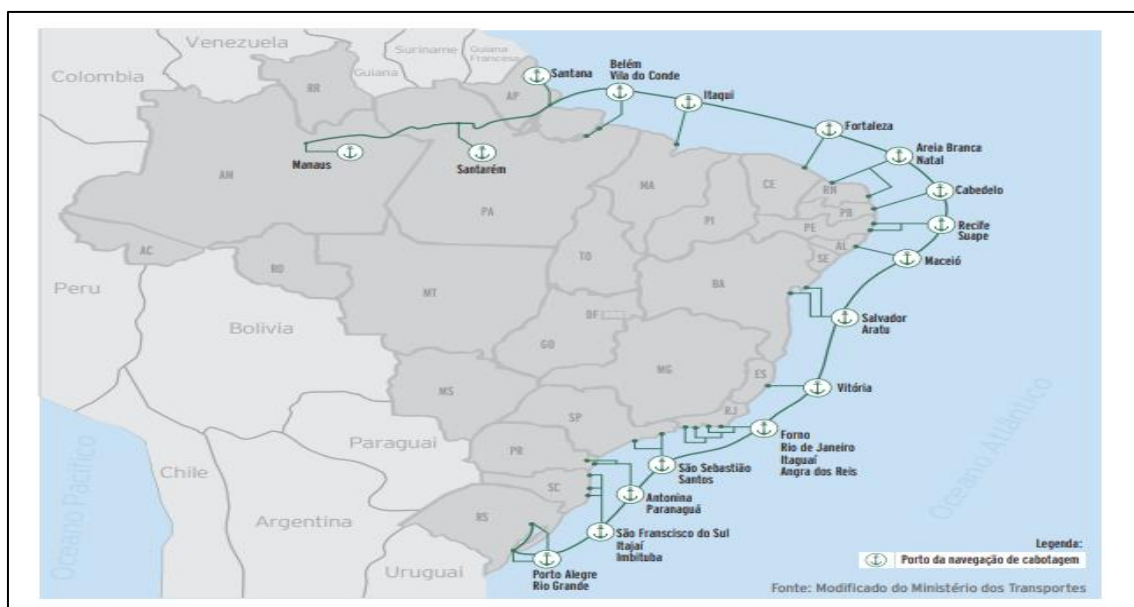 Venezuela
Suriname
Guiana
Francesa
Guiana
Colombia
RR
AP
Santana
Belém
Vila do Conde
Itaqui
Fortaleza
Areia Branca
Natal
Manaus
Santarém
AM
PA
MA
CE
RN
Cabedelo
PB
PI
PE
Recife
Suape
AL
SE
Maceió
AC
RO
TO
BA
Peru
MT
Salvador
Aratu
Bolivia
DF
GO
MG
ES
Vitória
MS
SP
RJ
Forno
Rio de Janeiro
Itaguaí
Angra dos Reis
Paraguai
PR
São Sebastião
Santos
Chile
SC
Antonina
Paranaguá
Argentina
RS
São Franscisco do Sul
Itajaí
Imbituba
Uruguai
Porto Alegre
Rio Grande
Oceano Pacífico
Oceano Atlântico
Legenda:
Porto da navegação de cabotagem
Fonte: Modificado do Ministério dos Transportes